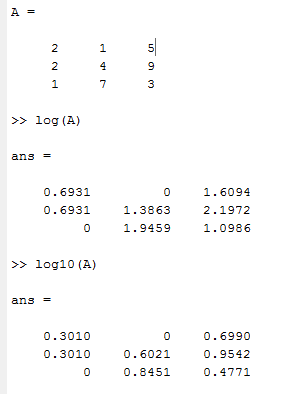 A =
2 1 5
2 4 9
1 7 3
>> log(A)
ans =
0.6931 0 1.6094
0.6931 1.3863 2.1972
0 1.9459 1.0986
>> log10(A)
ans =
0.3010 0 0.6990
0.3010 0.6021 0.9542
0 0.8451 0.4771